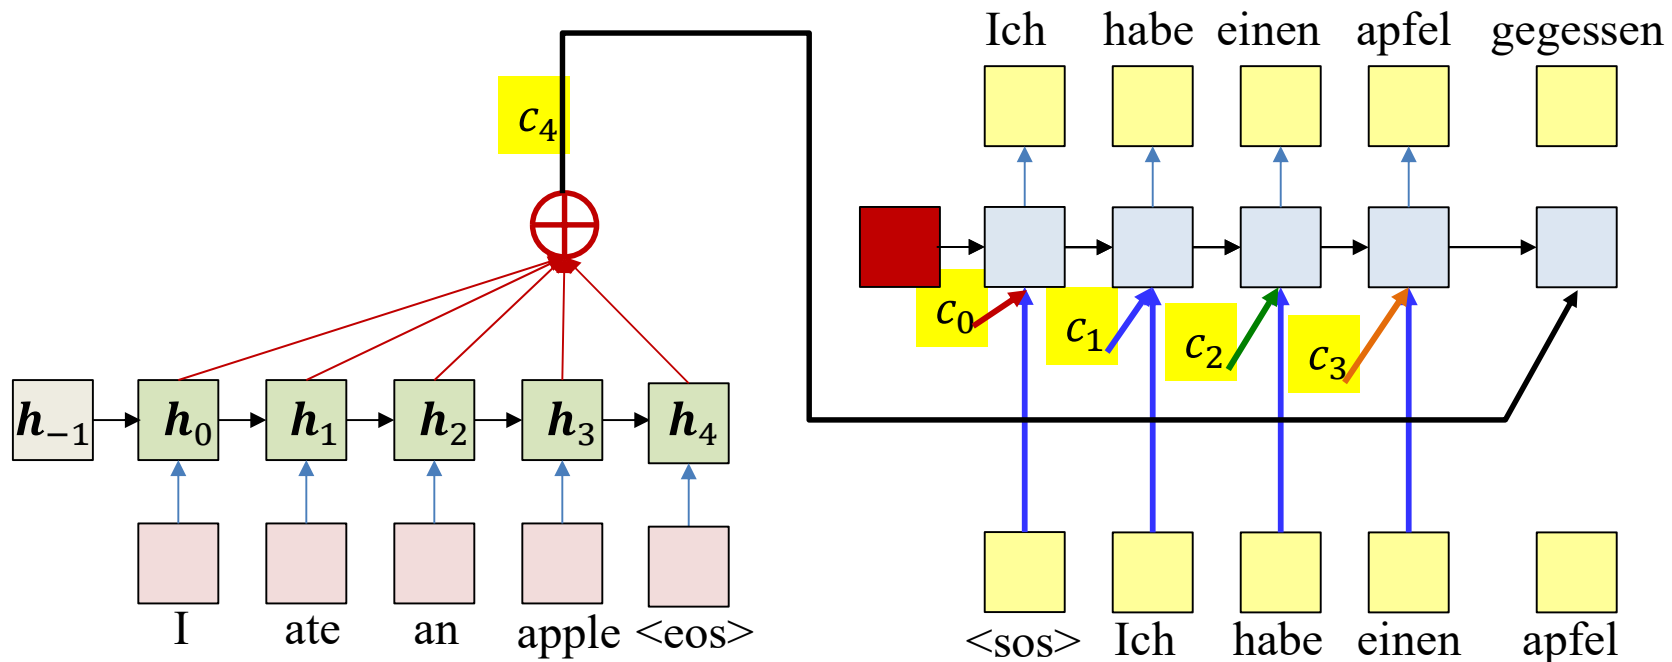 Ich habe einen apfel gegessen
c₄
c₀ c₁ c₂ c₃
h₋₁ h₀ h₁ h₂ h₃ h₄
I ate an apple <eos>
<sos> Ich habe einen apfel